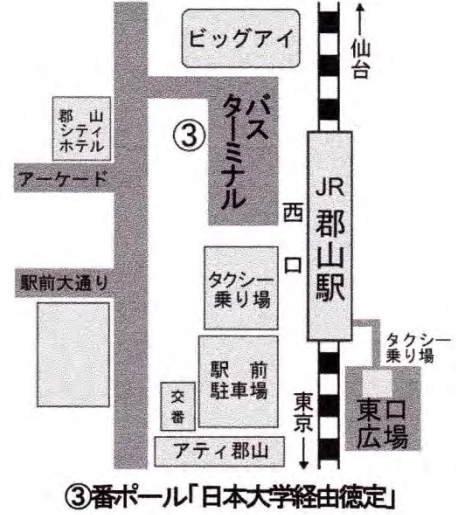 ビッグアイ
↑仙台
郡 山
シティ
ホテル
③
バス
ターミナル
アーケード
西口
JR 郡山駅
駅前大通り
タクシー
乗り場
タクシー
乗り場
駅 前
駐車場
交番
東京↓
東口
広場
アティ郡山
③番ポール「日本大学経由徳定」